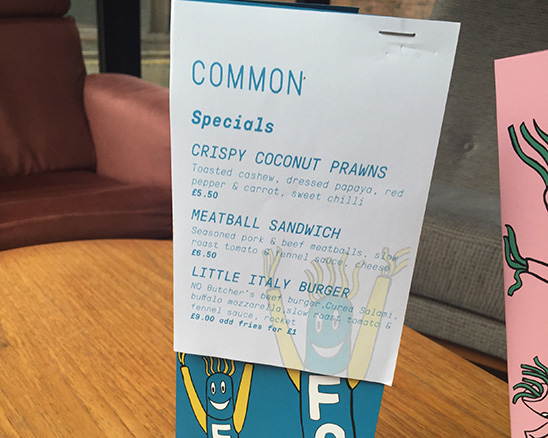 COMMON
Specials
CRISPY COCONUT PRAWNS
Toasted cashew, dressed papaya, red
pepper & carrot, sweet chilli
£5.50
MEATBALL SANDWICH
Seasoned pork & beef meatballs, slow
roast tomato & fennel sauce, cheese
£6.50
LITTLE ITALY BURGER
NQ Butcher's beef burger,Cured Salami,
buffalo mozzarella,slow roast tomato &
fennel sauce, rocket
£9.00 add fries for £1
F
FO